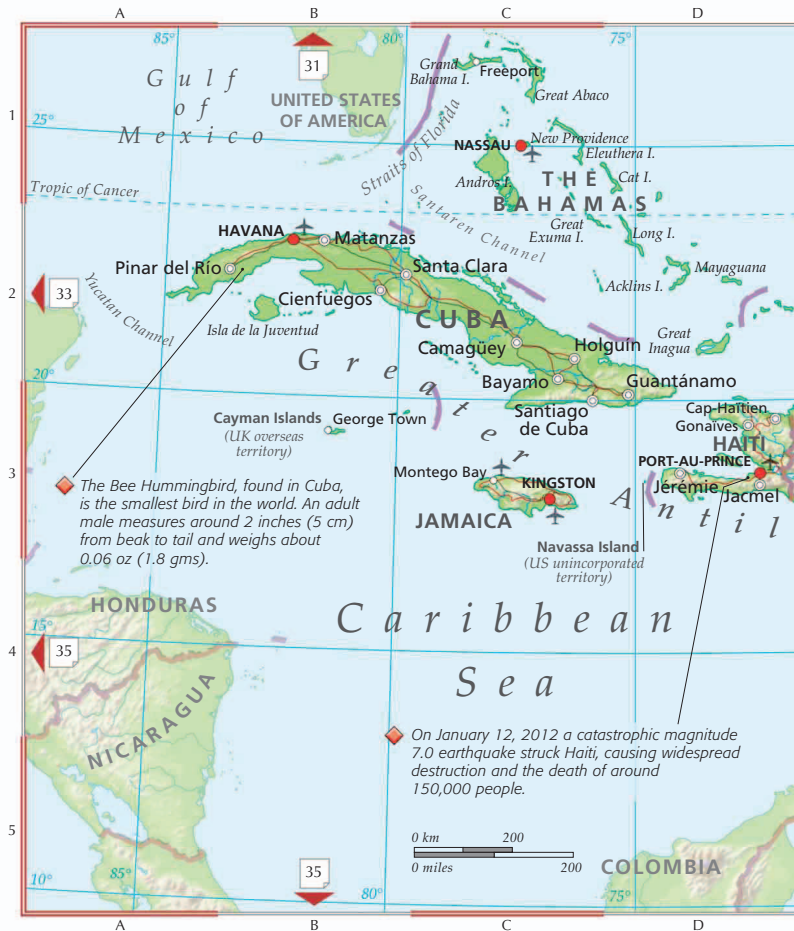 A B C D
85° 80° 75°
31
Gulf
of
Mexico
UNITED STATES
OF AMERICA
Grand
Bahama I.
Freeport
Great Abaco
1
25°
Straits of Florida
NASSAU
New Providence
Eleuthera I.
Andros I.
Cat I.
THE
BAHAMAS
Tropic of Cancer
Santaren Channel
Great
Exuma I.
Long I.
HAVANA
Matanzas
Pinar del Río
Santa Clara
Mayaguana
Acklins I.
33
2
Yucatan Channel
Cienfuegos
Isla de la Juventud
CUBA
Camagüey
Holguín
Great
Inagua
20°
Bayamo
Guantánamo
Santiago
de Cuba
Greater
Antil
Cayman Islands
(UK overseas
territory)
George Town
Cap-Haïtien
Gonaïves
HAITI
PORT-AU-PRINCE
Jérémie
Jacmel
3
Montego Bay
KINGSTON
JAMAICA
Navassa Island
(US unincorporated
territory)
The Bee Hummingbird, found in Cuba,
is the smallest bird in the world. An adult
male measures around 2 inches (5 cm)
from beak to tail and weighs about
0.06 oz (1.8 gms).
HONDURAS
15°
Caribbean
Sea
4
35
NICARAGUA
On January 12, 2012 a catastrophic magnitude
7.0 earthquake struck Haiti, causing widespread
destruction and the death of around
150,000 people.
5
0 km 200
0 miles 200
COLOMBIA
35
10° 85° 80° 75°
A B C D